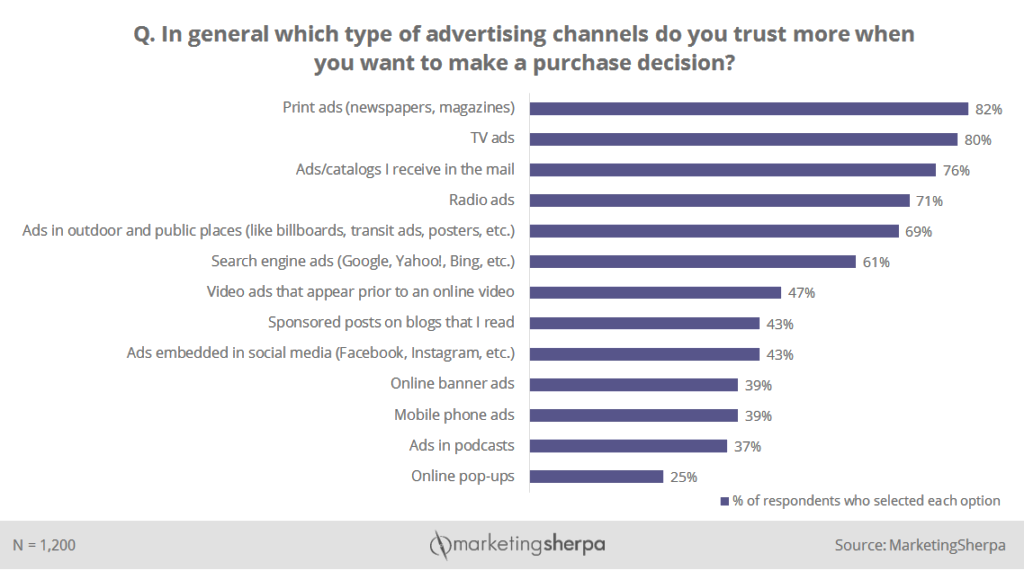 Q. In general which type of advertising channels do you trust more when
you want to make a purchase decision?
Print ads (newspapers, magazines) 82%
TV ads 80%
Ads/catalogs I receive in the mail 76%
Radio ads 71%
Ads in outdoor and public places (like billboards, transit ads, posters, etc.) 69%
Search engine ads (Google, Yahoo!, Bing, etc.) 61%
Video ads that appear prior to an online video 47%
Sponsored posts on blogs that I read 43%
Ads embedded in social media (Facebook, Instagram, etc.) 43%
Online banner ads 39%
Mobile phone ads 39%
Ads in podcasts 37%
Online pop-ups 25%
% of respondents who selected each option
N = 1,200 marketingsherpa Source: MarketingSherpa